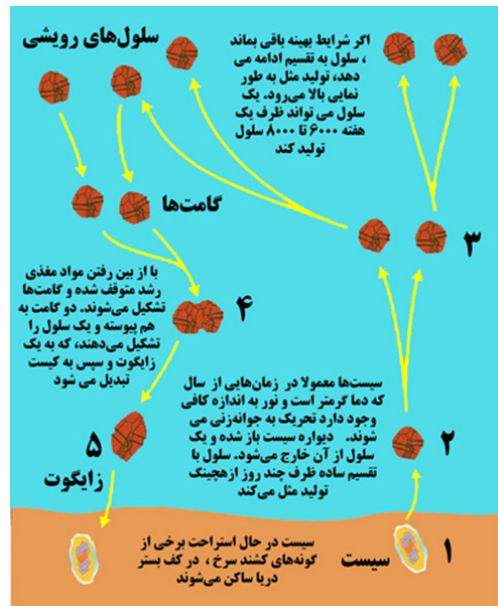 سلول‌های رویشی
اگر شرایط بهینه باقی بماند
، سلول به تقسیم ادامه می
دهد، تولید مثل به طور
نمایی بالا می‌رود. یک
سلول می تواند ظرف یک
هفته ۶۰۰۰ تا ۸۰۰۰ سلول
تولید کند
گامت‌ها
۳
با از بین رفتن مواد مغذی
رشد متوقف شده و گامت‌ها
تشکیل می‌شوند. دو گامت به
هم پیوسته و یک سلول را
تشکیل می‌دهند، که به یک
زایگوت و سپس به کیست
تبدیل می شود
۴
سیست‌ها معمولا در زمان‌هایی از سال
که دما گرمتر است و نور به اندازه کافی
وجود دارد تحریک به جوانه‌زنی می
شوند. دیواره سیست باز شده و یک
سلول از آن خارج می‌شود. سلول با
تقسیم ساده ظرف چند روز ازهچینک
تولید مثل می‌کند
۲
۵
زایگوت
۱
سیست
سیست در حال استراحت برخی از
گونه‌های کشند سرخ ، در کف بستر
دریا ساکن می‌شوند